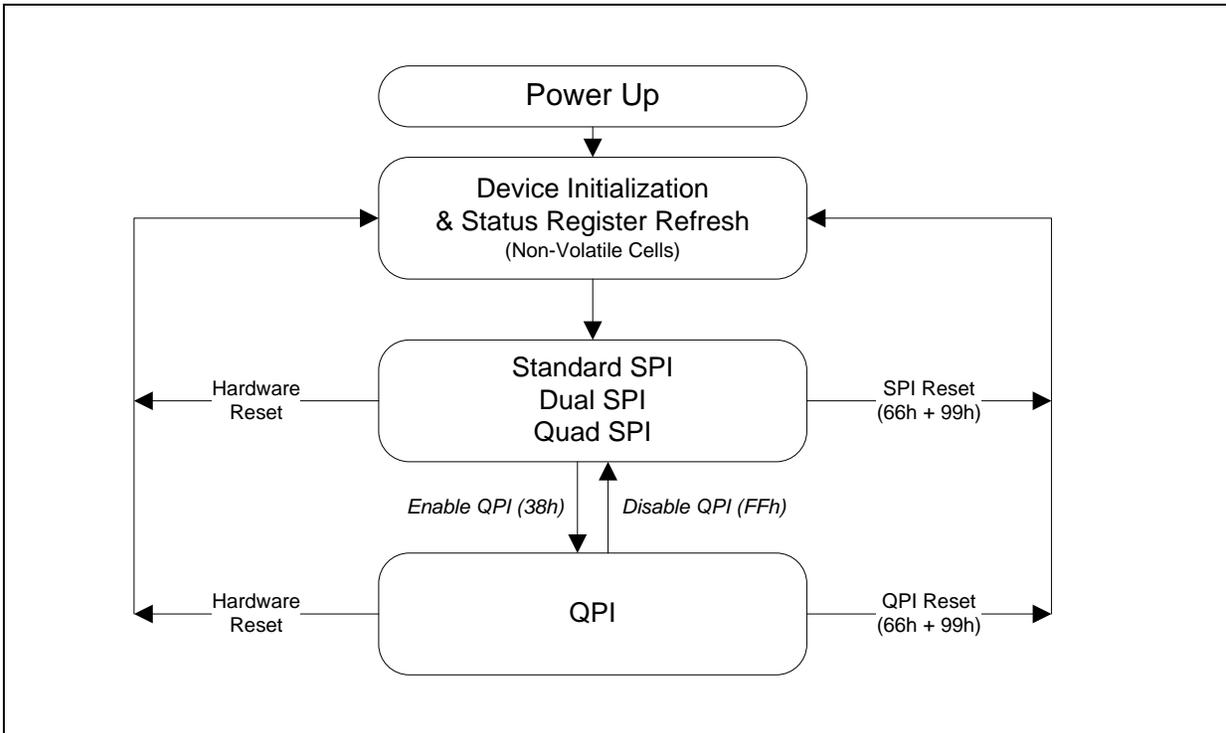 Power Up
Device Initialization
& Status Register Refresh
(Non-Volatile Cells)
Standard SPI
Dual SPI
Quad SPI
Hardware
Reset
SPI Reset
(66h + 99h)
Enable QPI (38h)
Disable QPI (FFh)
QPI
Hardware
Reset
QPI Reset
(66h + 99h)